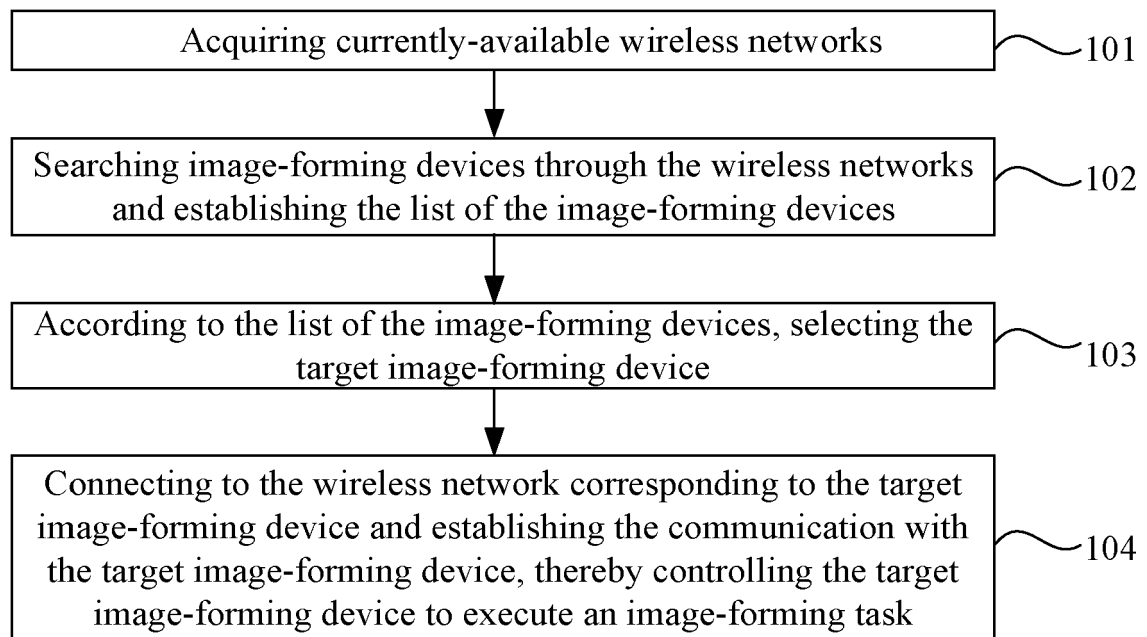 Acquiring currently-available wireless networks
101
Searching image-forming devices through the wireless networks
and establishing the list of the image-forming devices
102
According to the list of the image-forming devices, selecting the
target image-forming device
103
Connecting to the wireless network corresponding to the target
image-forming device and establishing the communication with
the target image-forming device, thereby controlling the target
image-forming device to execute an image-forming task
104